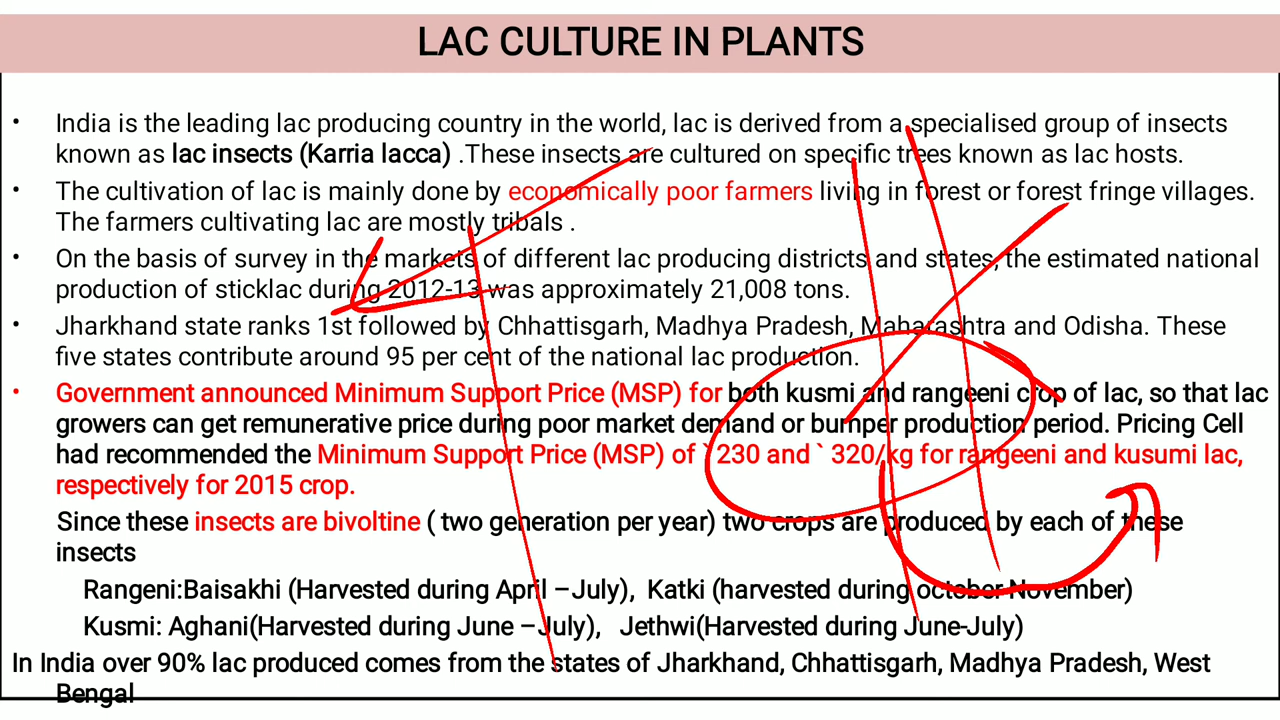 LAC CULTURE IN PLANTS
• India is the leading lac producing country in the world, lac is derived from a specialised group of insects
known as lac insects (Karria lacca) .These insects are cultured on specific trees known as lac hosts.
• The cultivation of lac is mainly done by economically poor farmers living in forest or forest fringe villages.
The farmers cultivating lac are mostly tribals .
• On the basis of survey in the markets of different lac producing districts and states, the estimated national
production of sticklac during 2012-13 was approximately 21,008 tons.
• Jharkhand state ranks 1st followed by Chhattisgarh, Madhya Pradesh, Maharashtra and Odisha. These
five states contribute around 95 per cent of the national lac production.
• Government announced Minimum Support Price (MSP) for both kusmi and rangeeni crop of lac, so that lac
growers can get remunerative price during poor market demand or bumper production period. Pricing Cell
had recommended the Minimum Support Price (MSP) of ` 230 and ` 320/kg for rangeeni and kusumi lac,
respectively for 2015 crop.
Since these insects are bivoltine ( two generation per year) two crops are produced by each of these
insects
Rangeni:Baisakhi (Harvested during April –July), Katki (harvested during october November)
Kusmi: Aghani(Harvested during June –July), Jethwi(Harvested during June-July)
In India over 90% lac produced comes from the states of Jharkhand, Chhattisgarh, Madhya Pradesh, West
Bengal